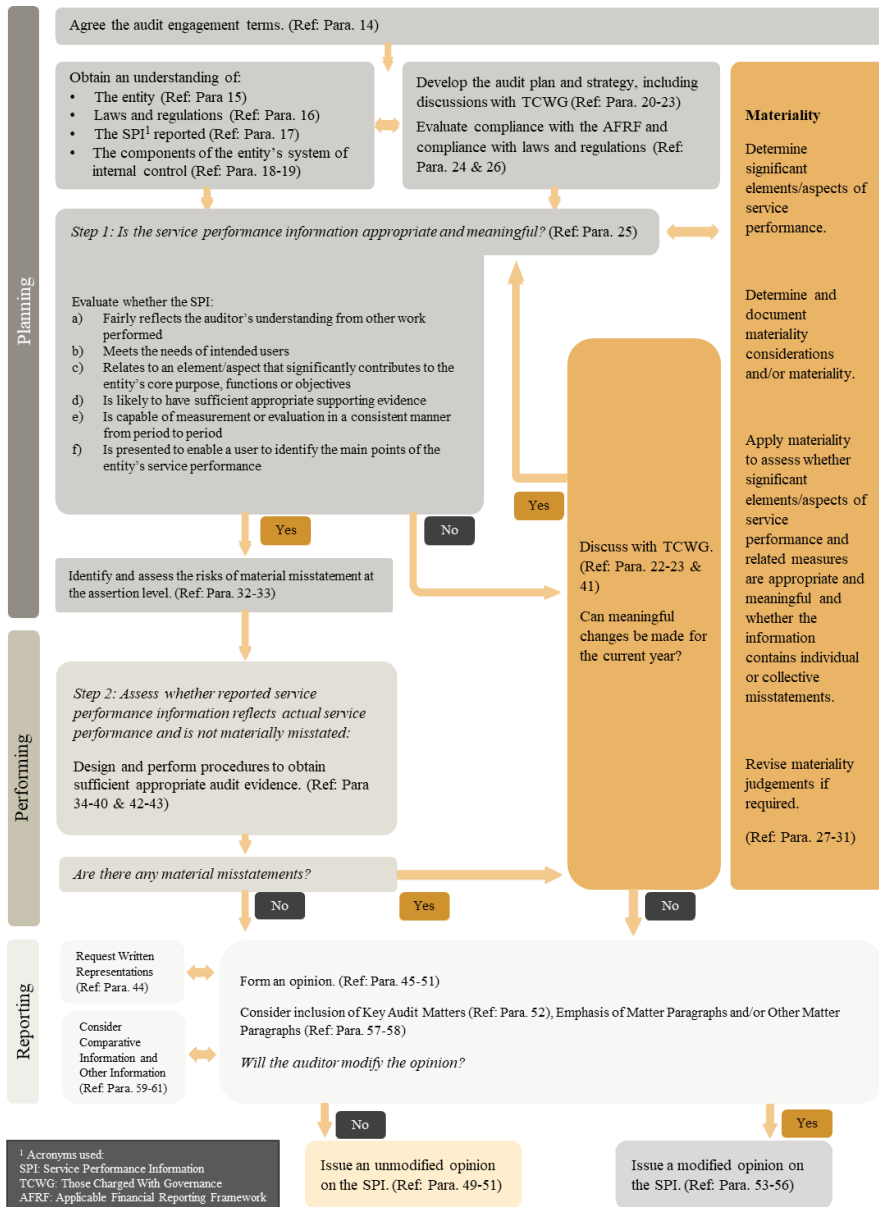 Agree the audit engagement terms. (Ref: Para. 14)
Planning
Obtain an understanding of:
• The entity (Ref: Para 15)
• Laws and regulations (Ref: Para. 16)
• The SPI¹ reported (Ref: Para. 17)
• The components of the entity's system of
internal control (Ref: Para. 18-19)
Develop the audit plan and strategy, including
discussions with TCWG (Ref: Para. 20-23)
Evaluate compliance with the AFRF and
compliance with laws and regulations (Ref:
Para. 24 & 26)
Step 1: Is the service performance information appropriate and meaningful? (Ref: Para. 25)
Evaluate whether the SPI:
a) Fairly reflects the auditor's understanding from other work
performed
b) Meets the needs of intended users
c) Relates to an element/aspect that significantly contributes to the
entity's core purpose, functions or objectives
d) Is likely to have sufficient appropriate supporting evidence
e) Is capable of measurement or evaluation in a consistent manner
from period to period
f) Is presented to enable a user to identify the main points of the
entity's service performance
Yes
No
Yes
Identify and assess the risks of material misstatement at
the assertion level. (Ref: Para. 32-33)
Discuss with TCWG.
(Ref: Para. 22-23 &
41)
Can meaningful
changes be made for
the current year?
Materiality
Determine
significant
elements/aspects of
service
performance.
Determine and
document
materiality
considerations
and/or materiality.
Apply materiality
to assess whether
significant
elements/aspects of
service
performance and
related measures
are appropriate and
meaningful and
whether the
information
contains individual
or collective
misstatements.
Revise materiality
judgements if
required.
(Ref: Para. 27-31)
Performing
Step 2: Assess whether reported service
performance information reflects actual service
performance and is not materially misstated:
Design and perform procedures to obtain
sufficient appropriate audit evidence. (Ref: Para
34-40 & 42-43)
Are there any material misstatements?
No
Yes
No
Reporting
Request Written
Representations
(Ref: Para. 44)
Consider
Comparative
Information and
Other Information
(Ref: Para. 59-61)
Form an opinion. (Ref: Para. 45-51)
Consider inclusion of Key Audit Matters (Ref: Para. 52), Emphasis of Matter Paragraphs and/or Other Matter
Paragraphs (Ref: Para. 57-58)
Will the auditor modify the opinion?
No
Yes
Issue an unmodified opinion
on the SPI. (Ref: Para. 49-51)
Issue a modified opinion on
the SPI. (Ref: Para. 53-56)
¹ Acronyms used:
SPI: Service Performance Information
TCWG: Those Charged With Governance
AFRF: Applicable Financial Reporting Framework